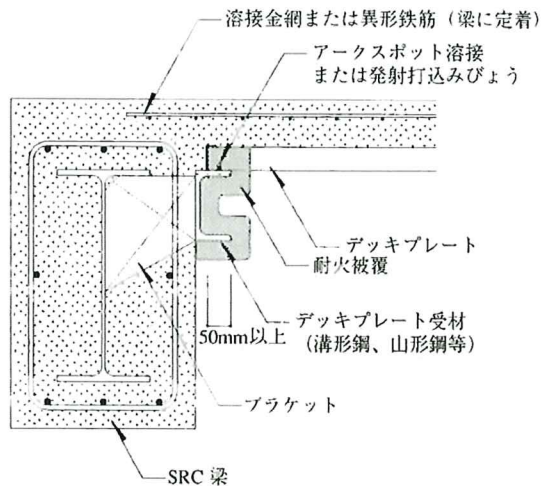 溶接金網または異形鉄筋（梁に定着）
アークスポット溶接
または発射打込みびょう
デッキプレート
耐火被覆
50mm以上
デッキプレート受材
（溝形鋼、山形鋼等）
ブラケット
SRC 梁